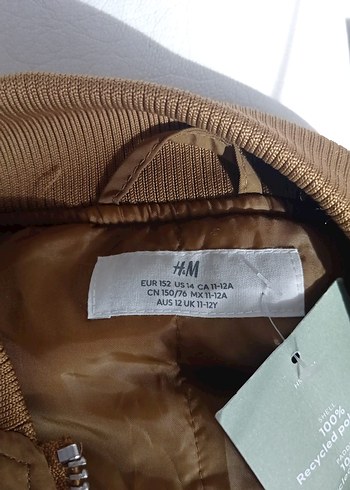 H&M
EUR 152 US 14 CA 11-12A
CN 150/76 MX 11-12A
AUS 12 UK 11-12Y
SHELL
100%
Recycled po